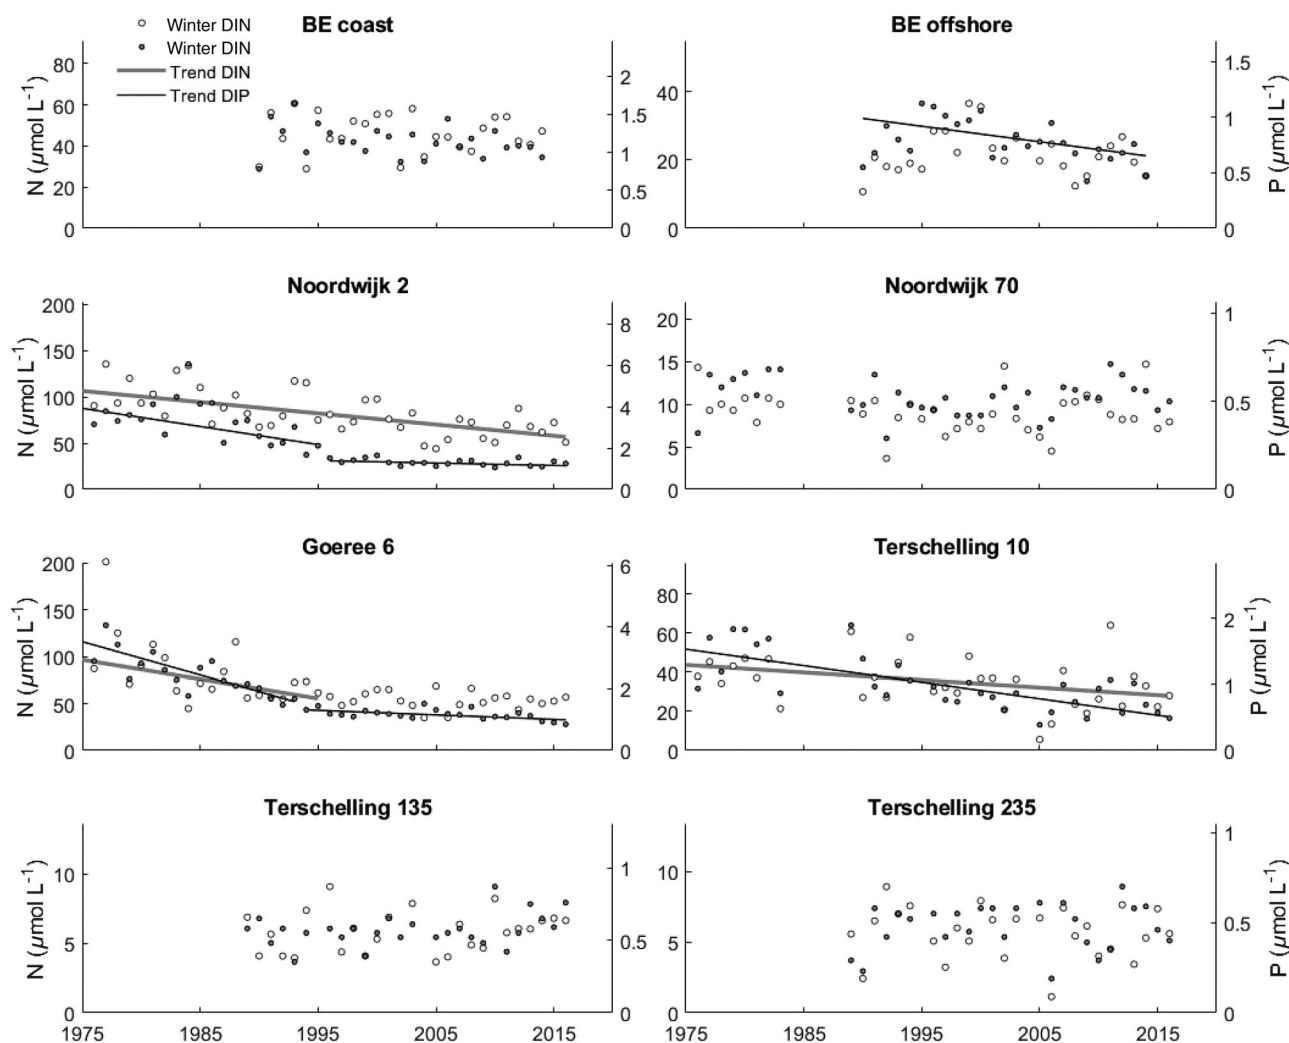 BE coast
Winter DIN
Winter DIN
Trend DIN
Trend DIP
N (µmol L-1)
80
60
40
20
0
2
1.5
1
0.5
0
BE offshore
40
20
0
1.5
1
0.5
0
P (µmol L-1)
Noordwijk 2
N (µmol L-1)
200
150
100
50
0
8
6
4
2
0
Noordwijk 70
20
15
10
5
0
1
0.5
0
P (µmol L-1)
Goeree 6
N (µmol L-1)
200
150
100
50
0
6
4
2
0
Terschelling 10
80
60
40
20
0
2
1
0
P (µmol L-1)
Terschelling 135
N (µmol L-1)
10
5
0
1
0.5
0
1975 1985 1995 2005 2015
Terschelling 235
10
5
0
1
0.5
0
P (µmol L-1)
1975 1985 1995 2005 2015